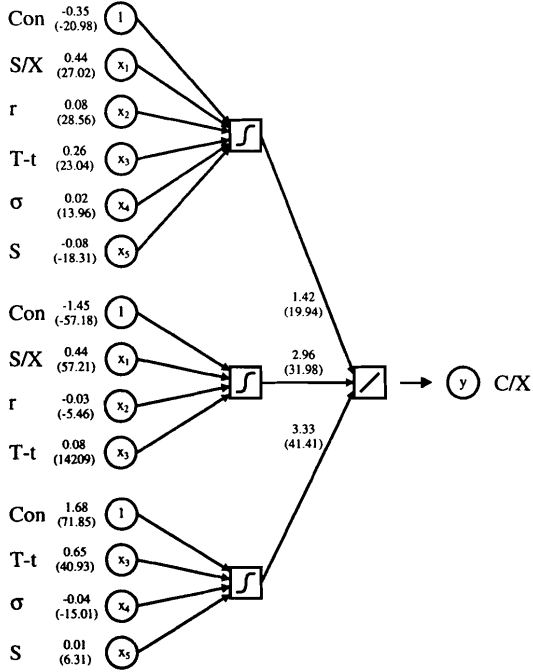 Con -0.35 (-20.98) 1
S/X 0.44 (27.02) x1
r 0.08 (28.56) x2
T-t 0.26 (23.04) x3
σ 0.02 (13.96) x4
S -0.08 (-18.31) x5
1.42
(19.94)
Con -1.45 (-57.18) 1
S/X 0.44 (57.21) x1
2.96
(31.98)
y C/X
r -0.03 (-5.46) x2
3.33
(41.41)
T-t 0.08 (14209) x3
Con 1.68 (71.85) 1
T-t 0.65 (40.93) x3
σ -0.04 (-15.01) x4
S 0.01 (6.31) x5